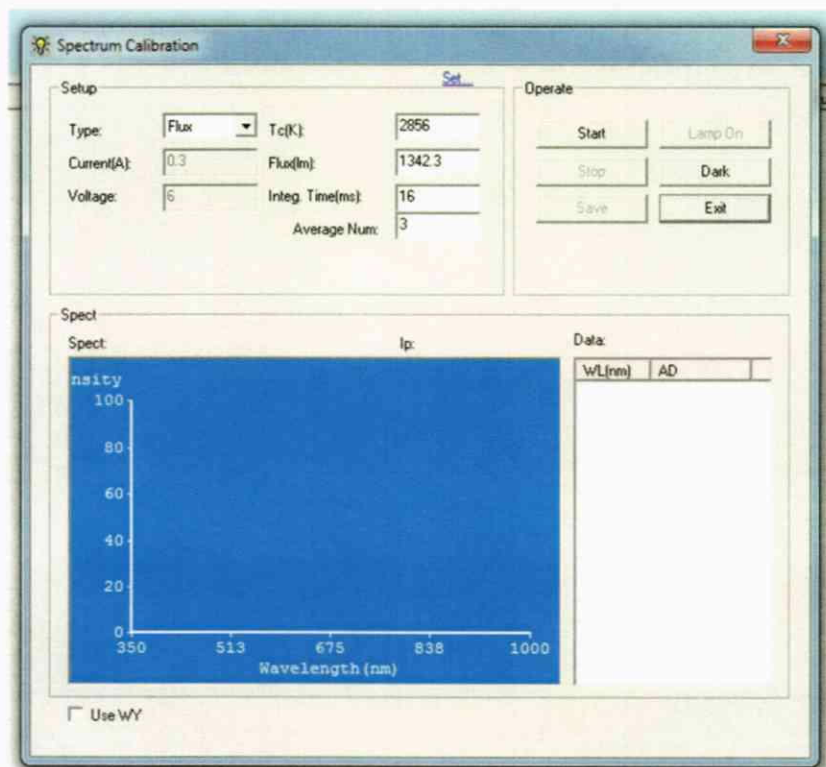 Spectrum Calibration
Setup
Set...
Type:
Flux
Tc(K):
2856
Current(A):
0.3
Flux(lm):
1342.3
Voltage:
6
Integ. Time(ms):
16
Average Num:
3
Operate
Start
Lamp On
Stop
Dark
Save
Exit
Spect
Spect:
Ip:
Data:
WL(nm)
AD
nsity
100
80
60
40
20
0
350
513
675
838
1000
Wavelength(nm)
Use WY